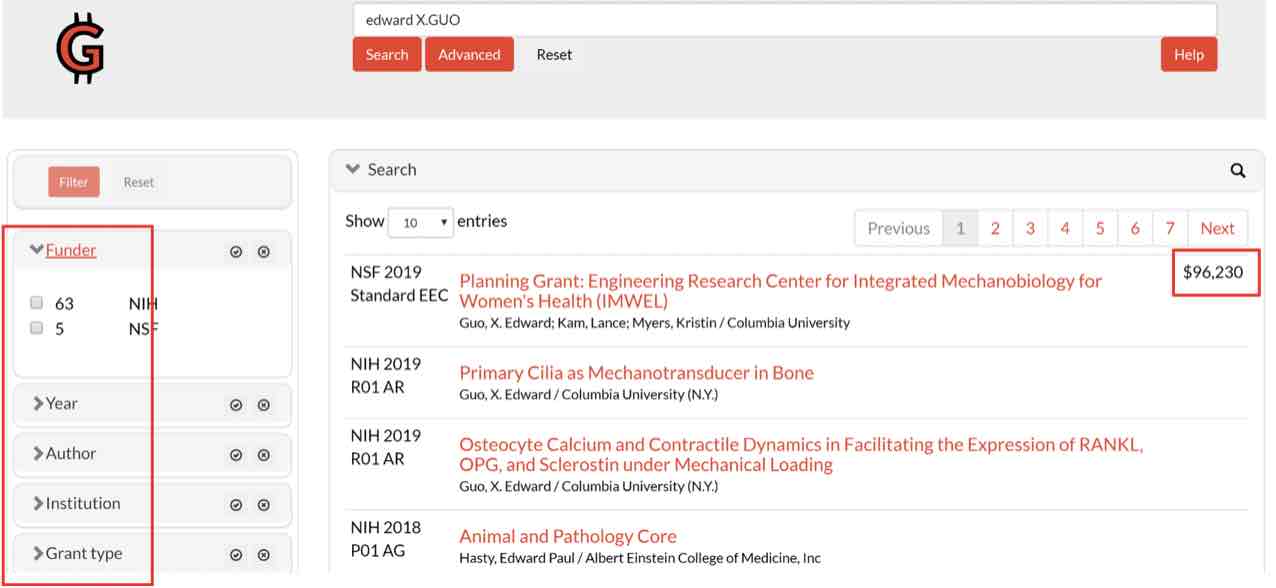 G
edward X.GUO
Search Advanced Reset Help
Filter Reset
Funder
63 NIH
5 NSF
Year
Author
Institution
Grant type
Search
Show 10 entries
Previous 1 2 3 4 5 6 7 Next
NSF 2019
Standard EEC
Planning Grant: Engineering Research Center for Integrated Mechanobiology for
Women's Health (IMWEL)
Guo, X. Edward; Kam, Lance; Myers, Kristin / Columbia University
$96,230
NIH 2019
R01 AR
Primary Cilia as Mechanotransducer in Bone
Guo, X. Edward / Columbia University (N.Y.)
NIH 2019
R01 AR
Osteocyte Calcium and Contractile Dynamics in Facilitating the Expression of RANKL,
OPG, and Sclerostin under Mechanical Loading
Guo, X. Edward / Columbia University (N.Y.)
NIH 2018
P01 AG
Animal and Pathology Core
Hasty, Edward Paul / Albert Einstein College of Medicine, Inc